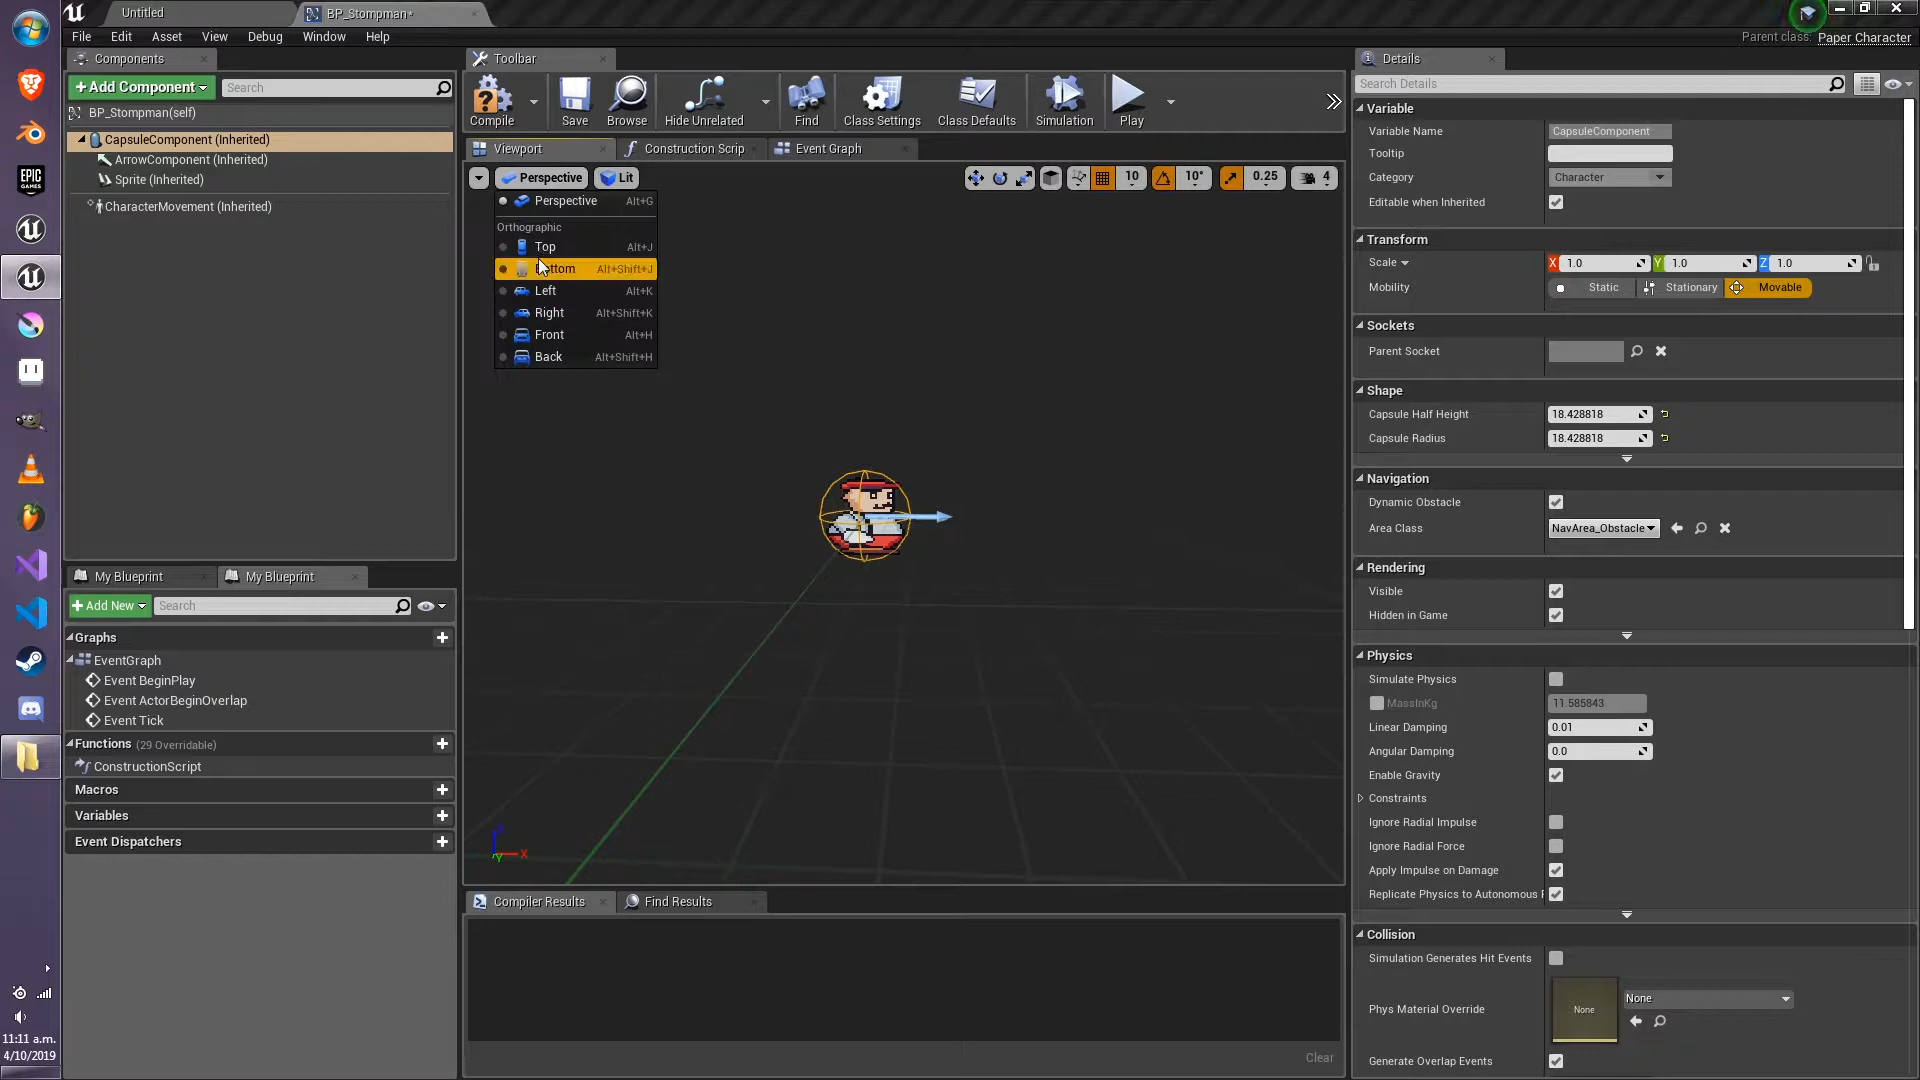 Untitled
BP_Stompman*
File Edit Asset View Debug Window Help
Parent class: Paper Character
Components
+Add Component
Search
BP_Stompman(self)
CapsuleComponent (Inherited)
ArrowComponent (Inherited)
Sprite (Inherited)
CharacterMovement (Inherited)
My Blueprint
My Blueprint
+Add New
Search
Graphs
EventGraph
Event BeginPlay
Event ActorBeginOverlap
Event Tick
Functions (29 Overridable)
ConstructionScript
Macros
Variables
Event Dispatchers
Toolbar
Compile Save Browse Hide Unrelated Find Class Settings Class Defaults Simulation Play
Viewport Construction Scrip Event Graph
Perspective Lit
10 10° 0.25 4
Perspective Alt+G
Orthographic
Top Alt+J
ottom Alt+Shift+J
Left Alt+K
Right Alt+Shift+K
Front Alt+H
Back Alt+Shift+H
X
Y
Compiler Results Find Results
Clear
Details
Search Details
Variable
Variable Name CapsuleComponent
Tooltip
Category Character
Editable when Inherited
Transform
Scale X 1.0 Y 1.0 Z 1.0
Mobility Static Stationary Movable
Sockets
Parent Socket
Shape
Capsule Half Height 18.428818
Capsule Radius 18.428818
Navigation
Dynamic Obstacle
Area Class NavArea_Obstacle
Rendering
Visible
Hidden in Game
Physics
Simulate Physics
MassInKg 11.585843
Linear Damping 0.01
Angular Damping 0.0
Enable Gravity
Constraints
Ignore Radial Impulse
Ignore Radial Force
Apply Impulse on Damage
Replicate Physics to Autonomous
Collision
Simulation Generates Hit Events
Phys Material Override None None
Generate Overlap Events
EPIC
GAMES
11:11 a.m.
4/10/2019